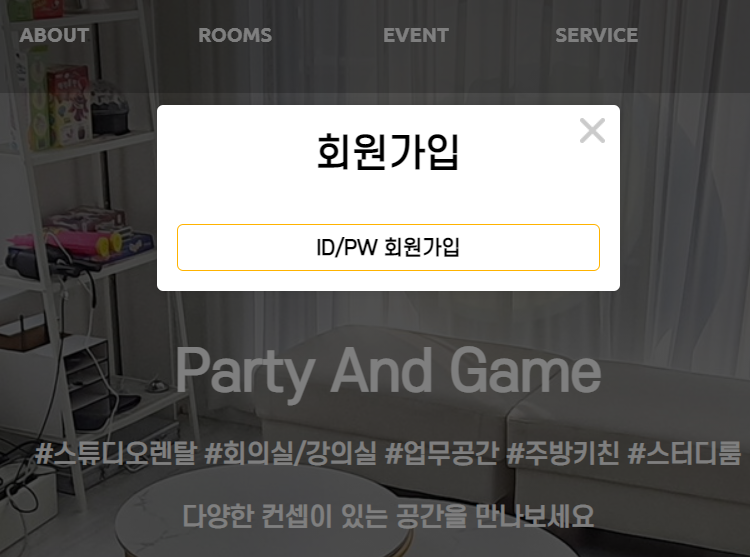 ABOUT ROOMS EVENT SERVICE
회원가입
ID/PW 회원가입
Party And Game
#스튜디오렌탈 #회의실/강의실 #업무공간 #주방키친 #스터디룸
다양한 컨셉이 있는 공간을 만나보세요